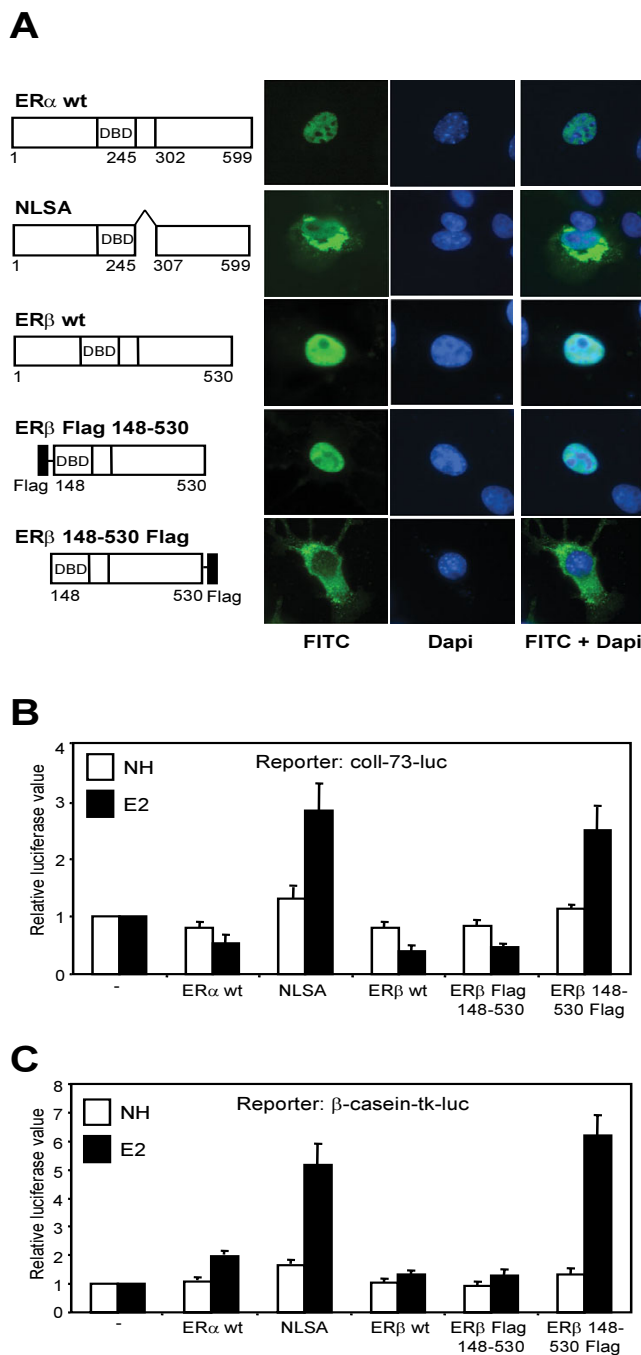 A
ERα wt
DBD
1 245 302 599
NLSA
DBD
1 245 307 599
ERβ wt
DBD
1 530
ERβ Flag 148-530
DBD
Flag 148 530
ERβ 148-530 Flag
DBD
148 530 Flag
FITC Dapi FITC + Dapi
B
Relative luciferase value
4
3
2
1
0
NH
E2
Reporter: coll-73-luc
- ERα wt NLSA ERβ wt ERβ Flag ERβ 148-
148-530 530 Flag
C
Relative luciferase value
8
7
6
5
4
3
2
1
0
NH
E2
Reporter: β-casein-tk-luc
- ERα wt NLSA ERβ wt ERβ Flag ERβ 148-
148-530 530 Flag